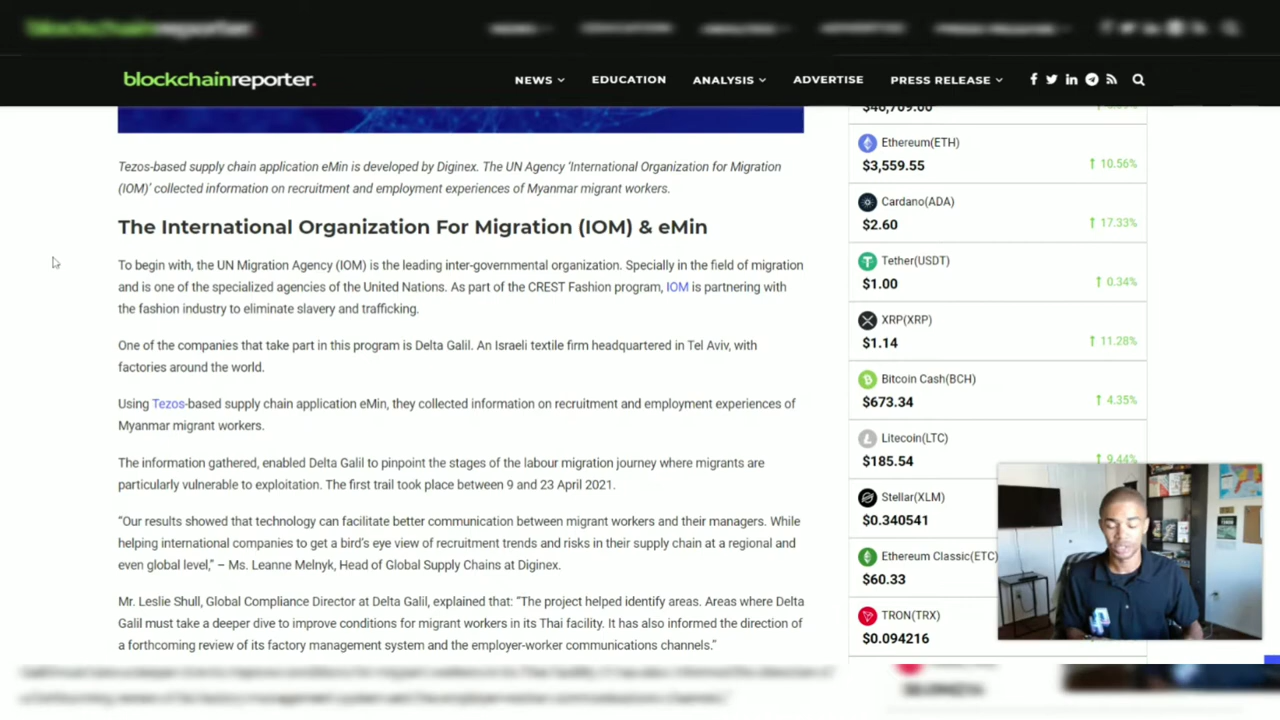 blockchainreporter.
NEWS EDUCATION ANALYSIS ADVERTISE PRESS RELEASE
Tezos-based supply chain application eMin is developed by Diginex. The UN Agency ‘International Organization for Migration
(IOM)’ collected information on recruitment and employment experiences of Myanmar migrant workers.
The International Organization For Migration (IOM) & eMin
To begin with, the UN Migration Agency (IOM) is the leading inter-governmental organization. Specially in the field of migration
and is one of the specialized agencies of the United Nations. As part of the CREST Fashion program, IOM is partnering with
the fashion industry to eliminate slavery and trafficking.
One of the companies that take part in this program is Delta Galil. An Israeli textile firm headquartered in Tel Aviv, with
factories around the world.
Using Tezos-based supply chain application eMin, they collected information on recruitment and employment experiences of
Myanmar migrant workers.
The information gathered, enabled Delta Galil to pinpoint the stages of the labour migration journey where migrants are
particularly vulnerable to exploitation. The first trail took place between 9 and 23 April 2021.
“Our results showed that technology can facilitate better communication between migrant workers and their managers. While
helping international companies to get a bird’s eye view of recruitment trends and risks in their supply chain at a regional and
even global level,” – Ms. Leanne Melnyk, Head of Global Supply Chains at Diginex.
Mr. Leslie Shull, Global Compliance Director at Delta Galil, explained that: “The project helped identify areas. Areas where Delta
Galil must take a deeper dive to improve conditions for migrant workers in its Thai facility. It has also informed the direction of
a forthcoming review of its factory management system and the employer-worker communications channels.”
Ethereum(ETH)
$3,559.55 ↑ 10.56%
Cardano(ADA)
$2.60 ↑ 17.33%
Tether(USDT)
$1.00 ↑ 0.34%
XRP(XRP)
$1.14 ↑ 11.28%
Bitcoin Cash(BCH)
$673.34 ↑ 4.35%
Litecoin(LTC)
$185.54 ↑ 9.44%
Stellar(XLM)
$0.340541
Ethereum Classic(ETC)
$60.33
TRON(TRX)
$0.094216